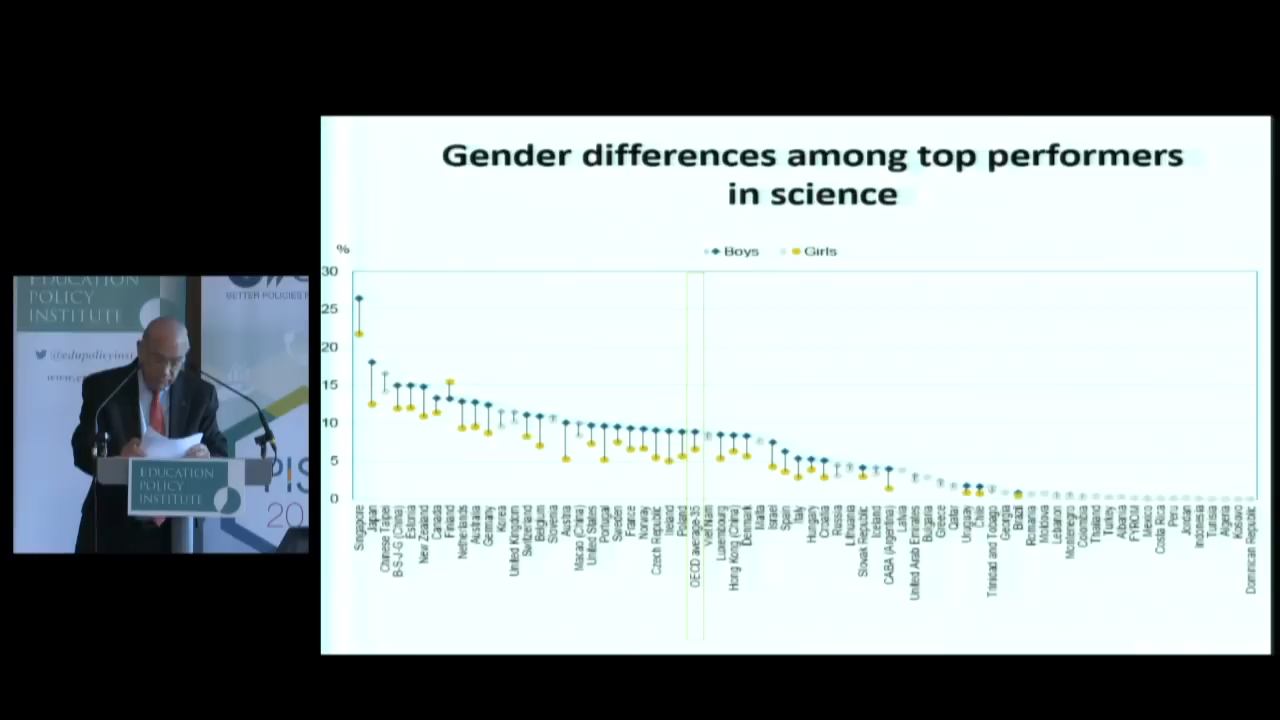 Gender differences among top performers
in science
%
Boys
Girls
30
25
20
15
10
5
0
Singapore
Japan
Chinese Taipei
B-S-J-G (China)
Estonia
New Zealand
Canada
Finland
Netherlands
Australia
Germany
Korea
United Kingdom
Switzerland
Belgium
Slovenia
Austria
Macao (China)
United States
Portugal
Sweden
France
Norway
Czech Republic
Ireland
Poland
OECD average-35
Viet Nam
Luxembourg
Hong Kong (China)
Denmark
Malta
Israel
Spain
Italy
Hungary
Croatia
Russia
Lithuania
Slovak Republic
Iceland
CABA (Argentina)
Latvia
United Arab Emirates
Bulgaria
Greece
Qatar
Uruguay
Chile
Trinidad and Tobago
Georgia
Brazil
Romania
Moldova
Lebanon
Montenegro
Colombia
Thailand
Turkey
Albania
FYROM
Mexico
Costa Rica
Peru
Jordan
Indonesia
Tunisia
Algeria
Kosovo
Dominican Republic
EDUCATION
POLICY
INSTITUTE
@edupolicyinst
BETTER POLICIES
PIS
20
EDUCATION
POLICY
INSTITUTE